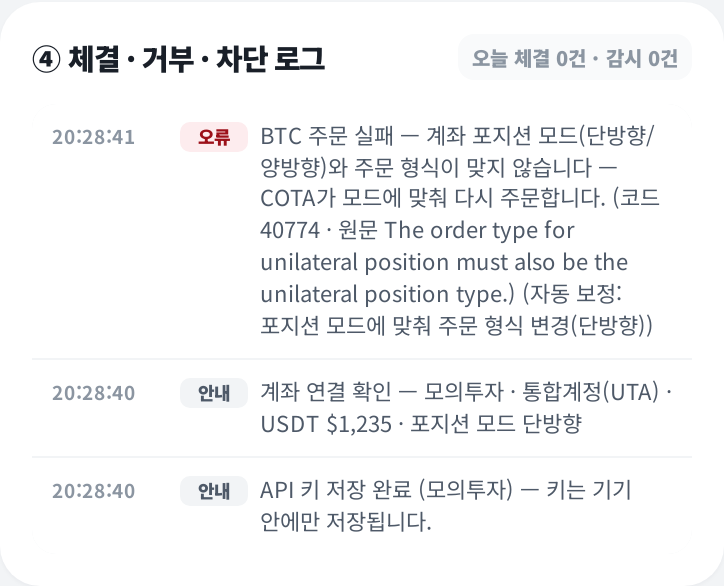 ④ 체결 · 거부 · 차단 로그
오늘 체결 0건 · 감시 0건
20:28:41
오류
BTC 주문 실패 — 계좌 포지션 모드(단방향/
양방향)와 주문 형식이 맞지 않습니다 —
COTA가 모드에 맞춰 다시 주문합니다. (코드
40774 · 원문 The order type for
unilateral position must also be the
unilateral position type.) (자동 보정:
포지션 모드에 맞춰 주문 형식 변경(단방향))
20:28:40
안내
계좌 연결 확인 — 모의투자 · 통합계정(UTA) ·
USDT $1,235 · 포지션 모드 단방향
20:28:40
안내
API 키 저장 완료 (모의투자) — 키는 기기
안에만 저장됩니다.